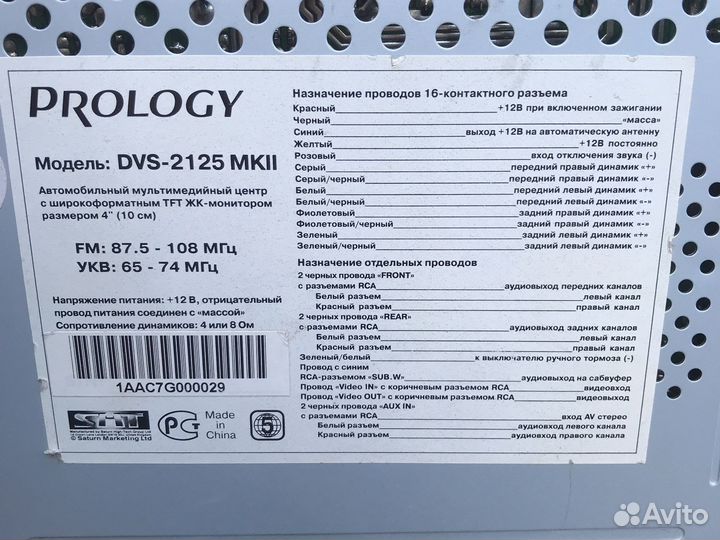 PROLOGY
Модель: DVS-2125 MKII
Автомобильный мультимедийный центр
с широкоформатным TFT ЖК-монитором
размером 4" (10 см)
FM: 87.5 - 108 МГц
УКВ: 65 - 74 МГц
Напряжение питания: +12 В, отрицательный
провод питания соединен с «массой»
Сопротивление динамиков: 4 или 8 Ом
1AAC7G000029
SHT
© Saturn Marketing Ltd
РСТ
Made in
China
5
Назначение проводов 16-контактного разъема
Красный +12В при включенном зажигании
Черный «масса»
Синий выход +12В на автоматическую антенну
Желтый +12В постоянно
Розовый вход отключения звука (-)
Серый передний правый динамик «+»
Серый/черный передний правый динамик «-»
Белый передний левый динамик «+»
Белый/черный передний левый динамик «-»
Фиолетовый задний правый динамик «+»
Фиолетовый/черный задний правый динамик «-»
Зеленый задний левый динамик «+»
Зеленый/черный задний левый динамик «-»
Назначение отдельных проводов
2 черных провода «FRONT»
с разъемами RCA аудиовыход передних каналов
Белый разъем левый канал
Красный разъем правый канал
2 черных провода «REAR»
с разъемами RCA аудиовыход задних каналов
Белый разъем левый канал
Красный разъем правый канал
Зеленый/белый к выключателю ручного тормоза (-)
Провод с синим
RCA-разъемом «SUB.W» аудиовыход на сабвуфер
Провод «Video IN» с коричневым разъемом RCA видеовход
Провод «Video OUT» с коричневым разъемом RCA видеовыход
2 черных провода «AUX IN»
с разъемами RCA вход AV стерео
Белый разъем аудиовход левого канала
Красный разъем аудиовход правого канала
Avito